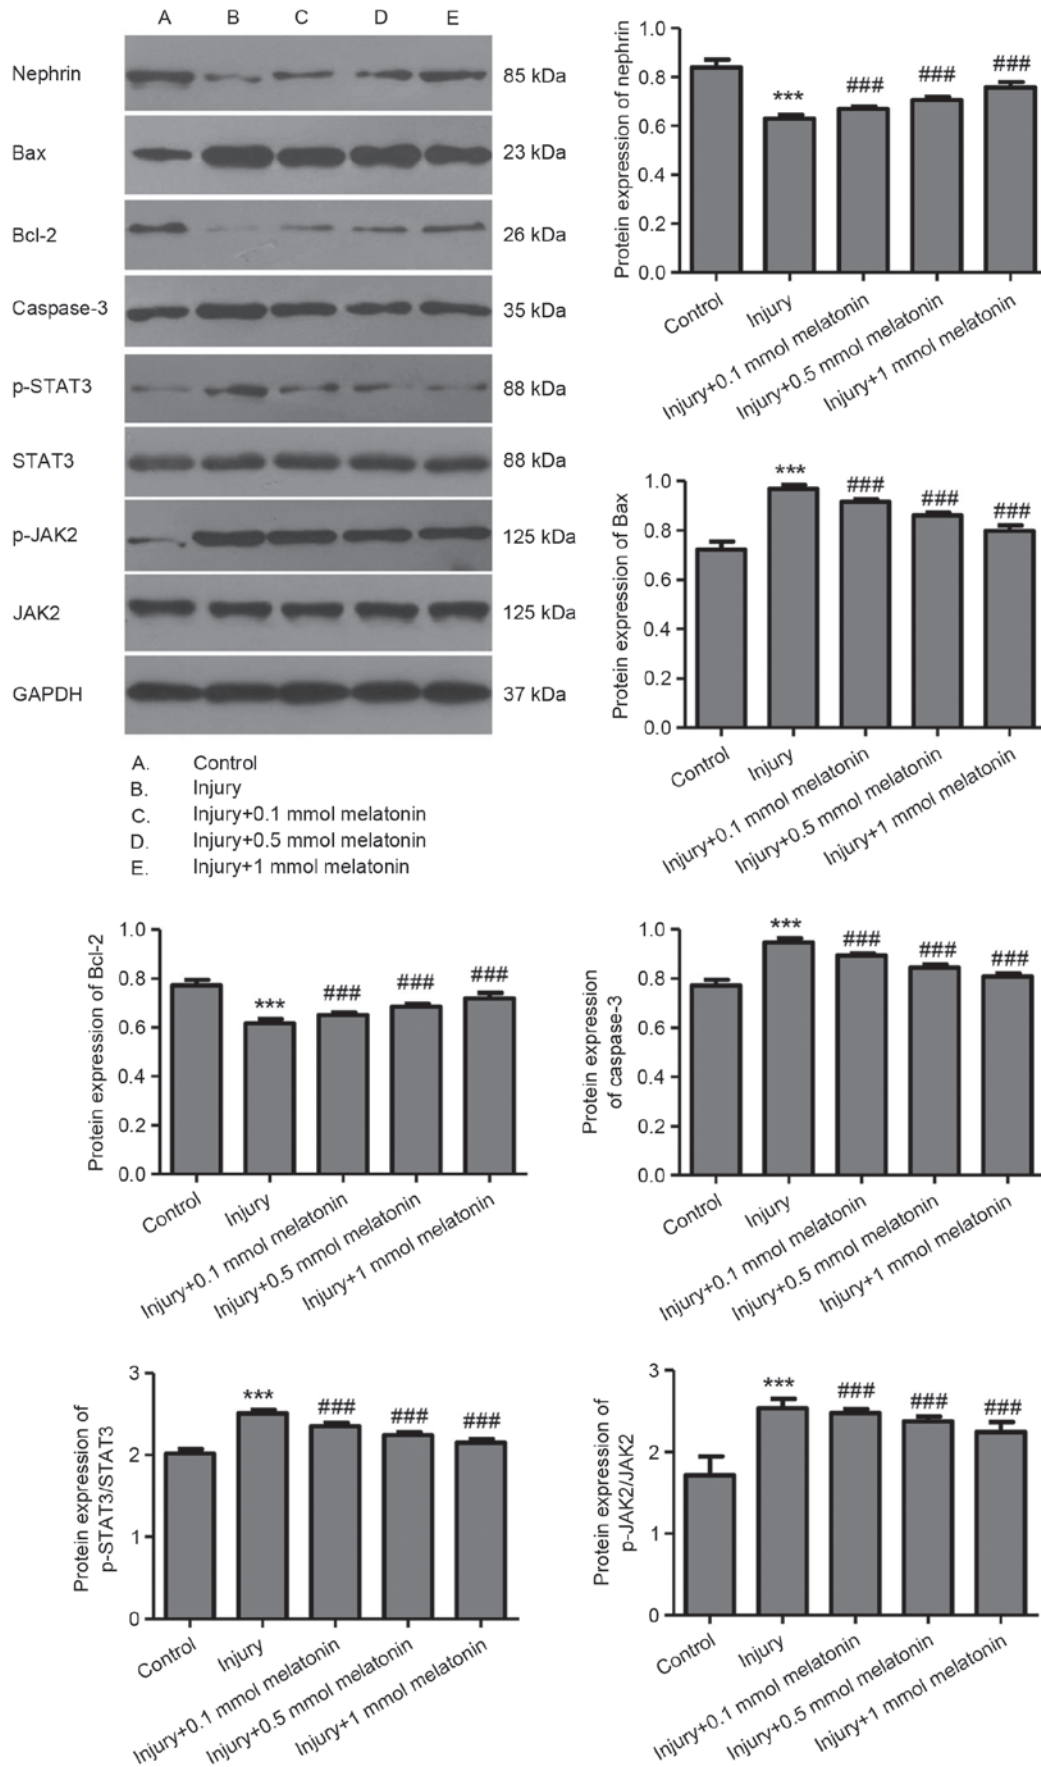 A B C D E
Nephrin 85 kDa
Bax 23 kDa
Bcl-2 26 kDa
Caspase-3 35 kDa
p-STAT3 88 kDa
STAT3 88 kDa
p-JAK2 125 kDa
JAK2 125 kDa
GAPDH 37 kDa
A. Control
B. Injury
C. Injury+0.1 mmol melatonin
D. Injury+0.5 mmol melatonin
E. Injury+1 mmol melatonin
Protein expression of nephrin
1.0
0.8
0.6
0.4
0.2
0.0
***
###
###
###
Control
Injury
Injury+0.1 mmol melatonin
Injury+0.5 mmol melatonin
Injury+1 mmol melatonin
Protein expression of Bax
1.0
0.8
0.6
0.4
0.2
0.0
***
###
###
###
Control
Injury
Injury+0.1 mmol melatonin
Injury+0.5 mmol melatonin
Injury+1 mmol melatonin
Protein expression of Bcl-2
1.0
0.8
0.6
0.4
0.2
0.0
***
###
###
###
Control
Injury
Injury+0.1 mmol melatonin
Injury+0.5 mmol melatonin
Injury+1 mmol melatonin
Protein expression
of caspase-3
1.0
0.8
0.6
0.4
0.2
0.0
***
###
###
###
Control
Injury
Injury+0.1 mmol melatonin
Injury+0.5 mmol melatonin
Injury+1 mmol melatonin
Protein expression of
p-STAT3/STAT3
3
2
1
0
***
###
###
###
Control
Injury
Injury+0.1 mmol melatonin
Injury+0.5 mmol melatonin
Injury+1 mmol melatonin
Protein expression of
p-JAK2/JAK2
3
2
1
0
***
###
###
###
Control
Injury
Injury+0.1 mmol melatonin
Injury+0.5 mmol melatonin
Injury+1 mmol melatonin